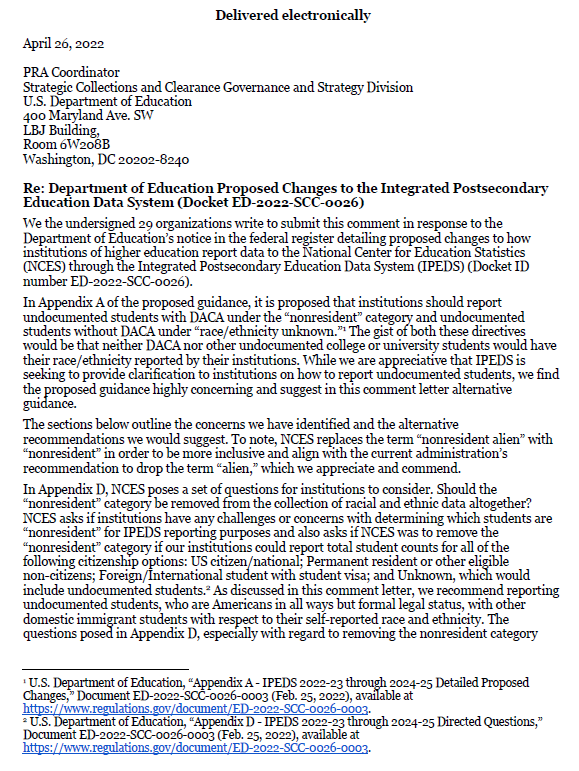 Delivered electronically
April 26, 2022
PRA Coordinator
Strategic Collections and Clearance Governance and Strategy Division
U.S. Department of Education
400 Maryland Ave. SW
LBJ Building,
Room 6W208B
Washington, DC 20202-8240
Re: Department of Education Proposed Changes to the Integrated Postsecondary
Education Data System (Docket ED-2022-SCC-0026)
We the undersigned 29 organizations write to submit this comment in response to the
Department of Education’s notice in the federal register detailing proposed changes to how
institutions of higher education report data to the National Center for Education Statistics
(NCES) through the Integrated Postsecondary Education Data System (IPEDS) (Docket ID
number ED-2022-SCC-0026).
In Appendix A of the proposed guidance, it is proposed that institutions should report
undocumented students with DACA under the “nonresident” category and undocumented
students without DACA under “race/ethnicity unknown.”¹ The gist of both these directives
would be that neither DACA nor other undocumented college or university students would have
their race/ethnicity reported by their institutions. While we are appreciative that IPEDS is
seeking to provide clarification to institutions on how to report undocumented students, we find
the proposed guidance highly concerning and suggest in this comment letter alternative
guidance.
The sections below outline the concerns we have identified and the alternative
recommendations we would suggest. To note, NCES replaces the term “nonresident alien” with
“nonresident” in order to be more inclusive and align with the current administration’s
recommendation to drop the term “alien,” which we appreciate and commend.
In Appendix D, NCES poses a set of questions for institutions to consider. Should the
“nonresident” category be removed from the collection of racial and ethnic data altogether?
NCES asks if institutions have any challenges or concerns with determining which students are
“nonresident” for IPEDS reporting purposes and also asks if NCES was to remove the
“nonresident” category if our institutions could report total student counts for all of the
following citizenship options: US citizen/national; Permanent resident or other eligible
non-citizens; Foreign/International student with student visa; and Unknown, which would
include undocumented students.² As discussed in this comment letter, we recommend reporting
undocumented students, who are Americans in all ways but formal legal status, with other
domestic immigrant students with respect to their self-reported race and ethnicity. The
questions posed in Appendix D, especially with regard to removing the nonresident category
¹ U.S. Department of Education, “Appendix A - IPEDS 2022-23 through 2024-25 Detailed Proposed
Changes,” Document ED-2022-SCC-0026-0003 (Feb. 25, 2022), available at
https://www.regulations.gov/document/ED-2022-SCC-0026-0003.
² U.S. Department of Education, “Appendix D - IPEDS 2022-23 through 2024-25 Directed Questions,”
Document ED-2022-SCC-0026-0003 (Feb. 25, 2022), available at
https://www.regulations.gov/document/ED-2022-SCC-0026-0003.